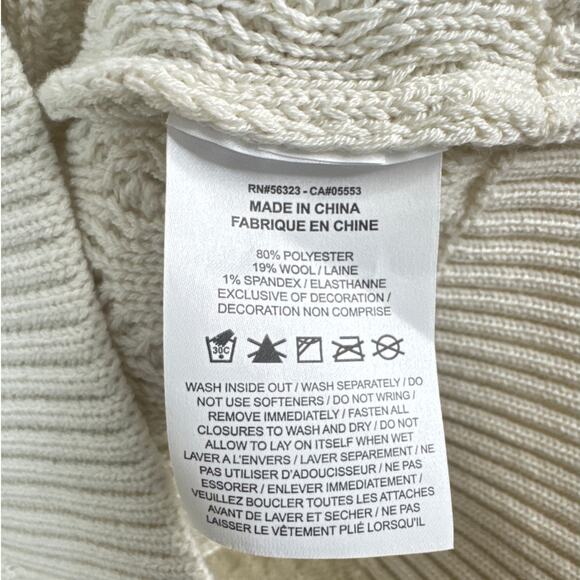 RN#56323 - CA#05553
MADE IN CHINA
FABRIQUE EN CHINE
80% POLYESTER
19% WOOL / LAINE
1% SPANDEX / ELASTHANNE
EXCLUSIVE OF DECORATION /
DECORATION NON COMPRISE
30C
WASH INSIDE OUT / WASH SEPARATELY / DO
NOT USE SOFTENERS / DO NOT WRING /
REMOVE IMMEDIATELY / FASTEN ALL
CLOSURES TO WASH AND DRY / DO NOT
ALLOW TO LAY ON ITSELF WHEN WET
LAVER A L'ENVERS / LAVER SEPAREMENT / NE
PAS UTILISER D'ADOUCISSEUR / NE PAS
ESSORER / ENLEVER IMMEDIATEMENT /
VEUILLEZ BOUCLER TOUTES LES ATTACHES
AVANT DE LAVER ET SECHER / NE PAS
LAISSER LE VÊTEMENT PLIÉ LORSQU'IL